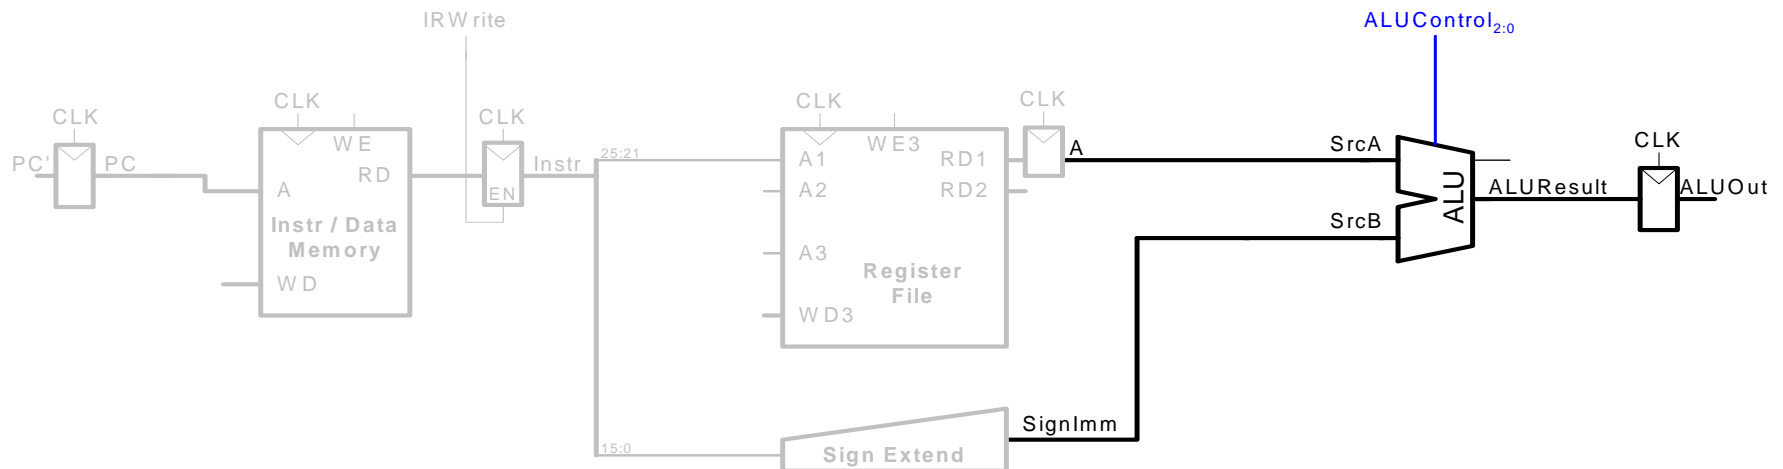 IRWrite
ALUControl2:0
CLK
CLK
CLK
CLK
CLK
CLK
PC'
PC
WE
RD
A
Instr / Data
Memory
WD
EN
Instr
25:21
15:0
WE3
A1
RD1
A2
RD2
A3
Register
File
WD3
A
SrcA
SrcB
ALU
ALUResult
ALUOut
SignImm
Sign Extend